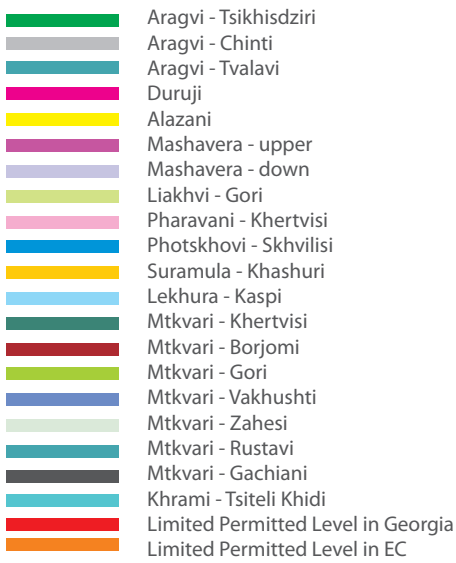 Aragvi - Tsikhisdziri
Aragvi - Chinti
Aragvi - Tvalavi
Duruji
Alazani
Mashavera - upper
Mashavera - down
Liakhvi - Gori
Pharavani - Khertvisi
Photskhovi - Skhvilisi
Suramula - Khashuri
Lekhura - Kaspi
Mtkvari - Khertvisi
Mtkvari - Borjomi
Mtkvari - Gori
Mtkvari - Vakhushti
Mtkvari - Zahesi
Mtkvari - Rustavi
Mtkvari - Gachiani
Khrami - Tsiteli Khidi
Limited Permitted Level in Georgia
Limited Permitted Level in EC